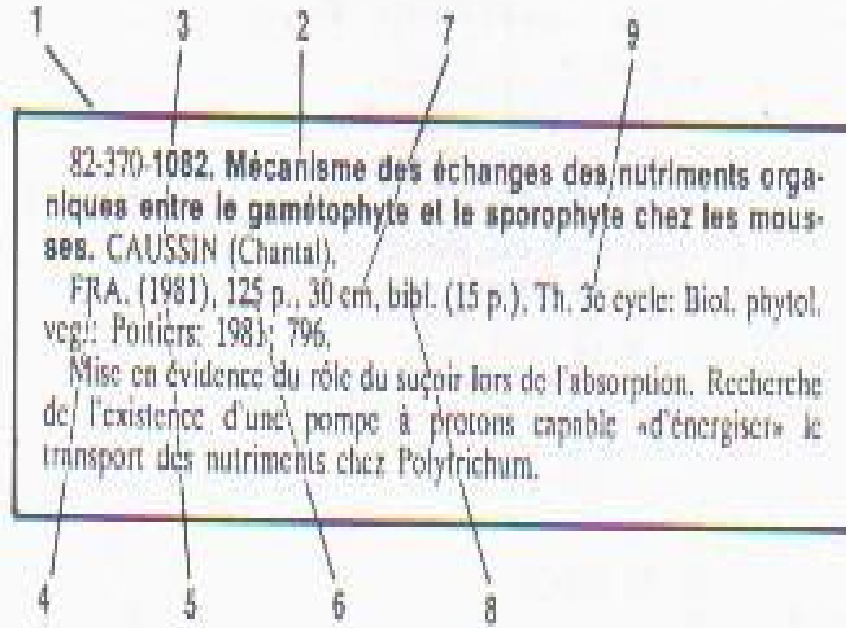 1 3 2 7 9
82-370-1082. Mécanisme des échanges des nutriments orga-
niques entre le gamétophyte et le sporophyte chez les mous-
ses. CAUSSIN (Chantal).
FRA. (1981), 125 p., 30 cm, bibl. (15 p.). Th. 3e cycle: Biol. phytol.
veg.: Poitiers: 1981; 796.
Mise en évidence du rôle du suçoir lors de l'absorption. Recherche
de l'existence d'une pompe à protons capable «d'énergiser» le
transport des nutriments chez Polytrichum.
4 5 6 8